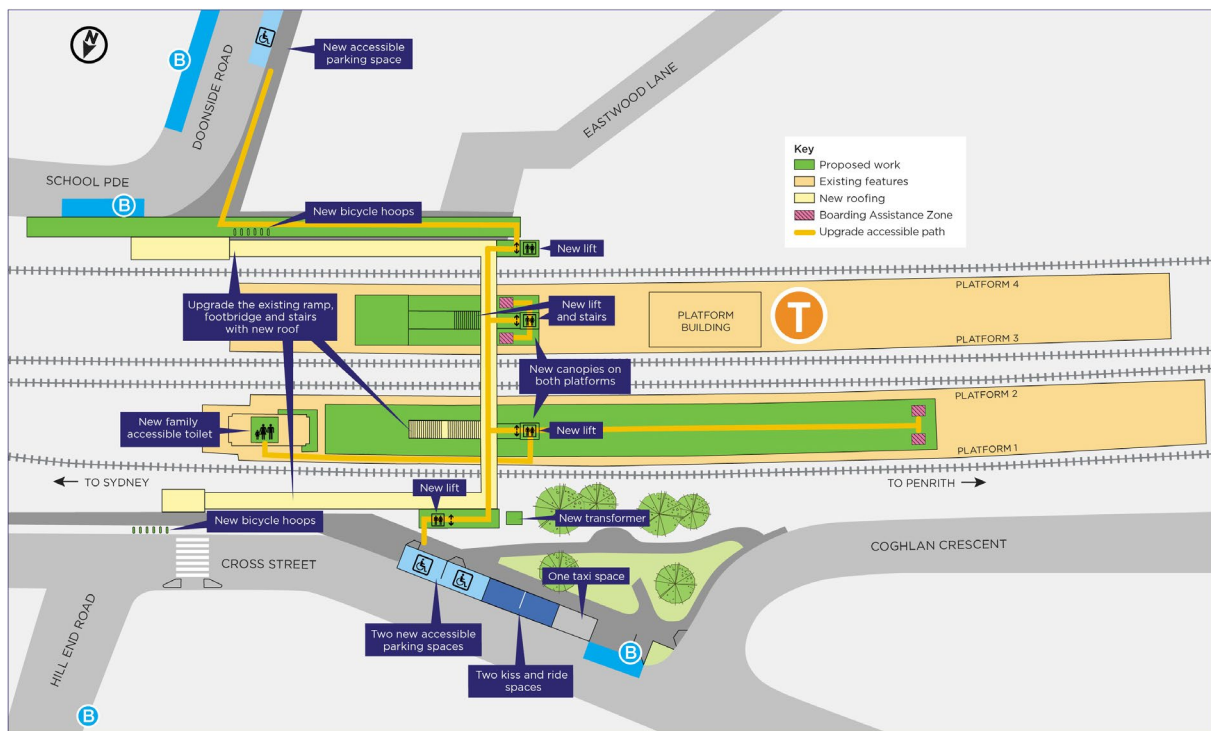 B
DOONSIDE ROAD
New accessible
parking space
EASTWOOD LANE
SCHOOL PDE
B
Key
Proposed work
Existing features
New roofing
Boarding Assistance Zone
Upgrade accessible path
New bicycle hoops
New lift
Upgrade the existing ramp,
footbridge and stairs
with new roof
New lift
and stairs
PLATFORM 4
PLATFORM
BUILDING
T
PLATFORM 3
New canopies on
both platforms
PLATFORM 2
New family
accessible toilet
New lift
PLATFORM 1
TO SYDNEY
TO PENRITH
New lift
New bicycle hoops
New transformer
CROSS STREET
COGHLAN CRESCENT
One taxi space
Two new accessible
parking spaces
Two kiss and ride
spaces
B
HILL END ROAD
B